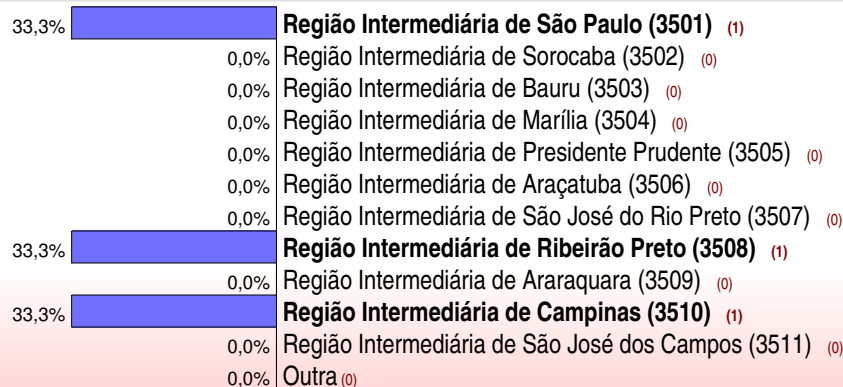 33,3% Região Intermediária de São Paulo (3501) (1)
0,0% Região Intermediária de Sorocaba (3502) (0)
0,0% Região Intermediária de Bauru (3503) (0)
0,0% Região Intermediária de Marília (3504) (0)
0,0% Região Intermediária de Presidente Prudente (3505) (0)
0,0% Região Intermediária de Araçatuba (3506) (0)
0,0% Região Intermediária de São José do Rio Preto (3507) (0)
33,3% Região Intermediária de Ribeirão Preto (3508) (1)
0,0% Região Intermediária de Araraquara (3509) (0)
33,3% Região Intermediária de Campinas (3510) (1)
0,0% Região Intermediária de São José dos Campos (3511) (0)
0,0% Outra (0)